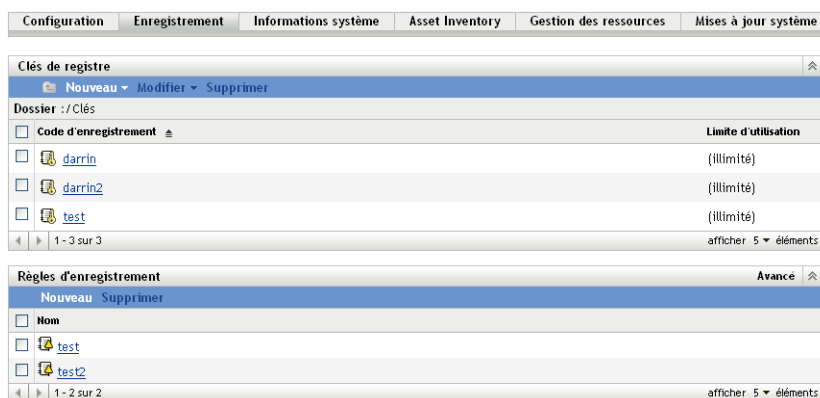 Configuration Enregistrement Informations système Asset Inventory Gestion des ressources Mises à jour système
Clés de registre
Nouveau Modifier Supprimer
Dossier :/Clés
Code d'enregistrement Limite d'utilisation
darrin (illimité)
darrin2 (illimité)
test (illimité)
1 - 3 sur 3 afficher 5 éléments
Règles d'enregistrement Avancé
Nouveau Supprimer
Nom
test
test2
1 - 2 sur 2 afficher 5 éléments